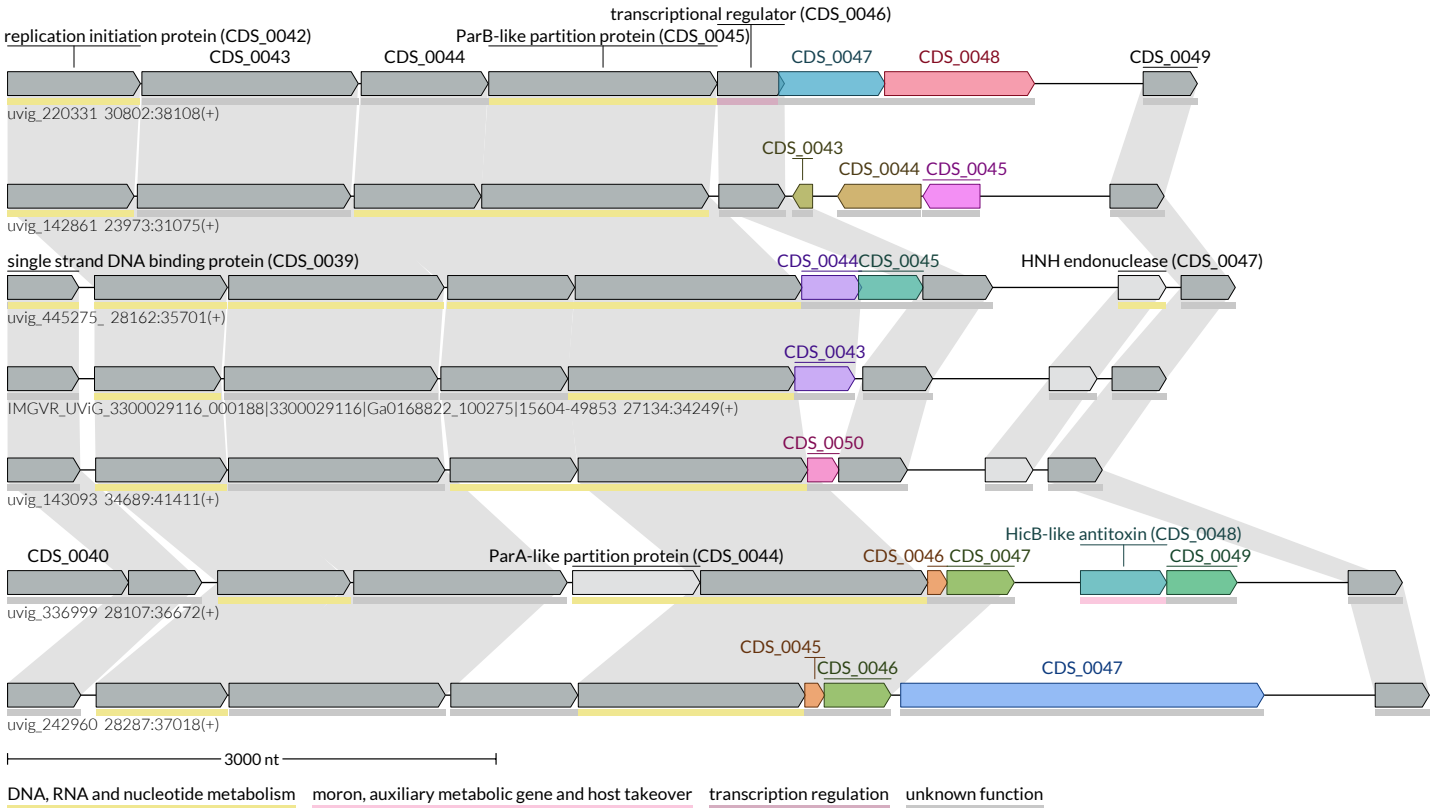 transcriptional regulator (CDS_0046)
replication initiation protein (CDS_0042) ParB-like partition protein (CDS_0045)
CDS_0043 CDS_0044 CDS_0047 CDS_0048 CDS_0049
uvig_220331 30802:38108(+)
CDS_0043
CDS_0044 CDS_0045
uvig_142861 23973:31075(+)
single strand DNA binding protein (CDS_0039) CDS_0044 CDS_0045 HNH endonuclease (CDS_0047)
uvig_445275_ 28162:35701(+)
CDS_0043
IMGVR_UViG_3300029116_000188|3300029116|Ga0168822_100275|15604-49853 27134:34249(+)
CDS_0050
uvig_143093 34689:41411(+)
HicB-like antitoxin (CDS_0048)
CDS_0040 ParA-like partition protein (CDS_0044) CDS_0046 CDS_0047 CDS_0049
uvig_336999 28107:36672(+)
CDS_0045
CDS_0046 CDS_0047
uvig_242960 28287:37018(+)
3000 nt
DNA, RNA and nucleotide metabolism moron, auxiliary metabolic gene and host takeover transcription regulation unknown function